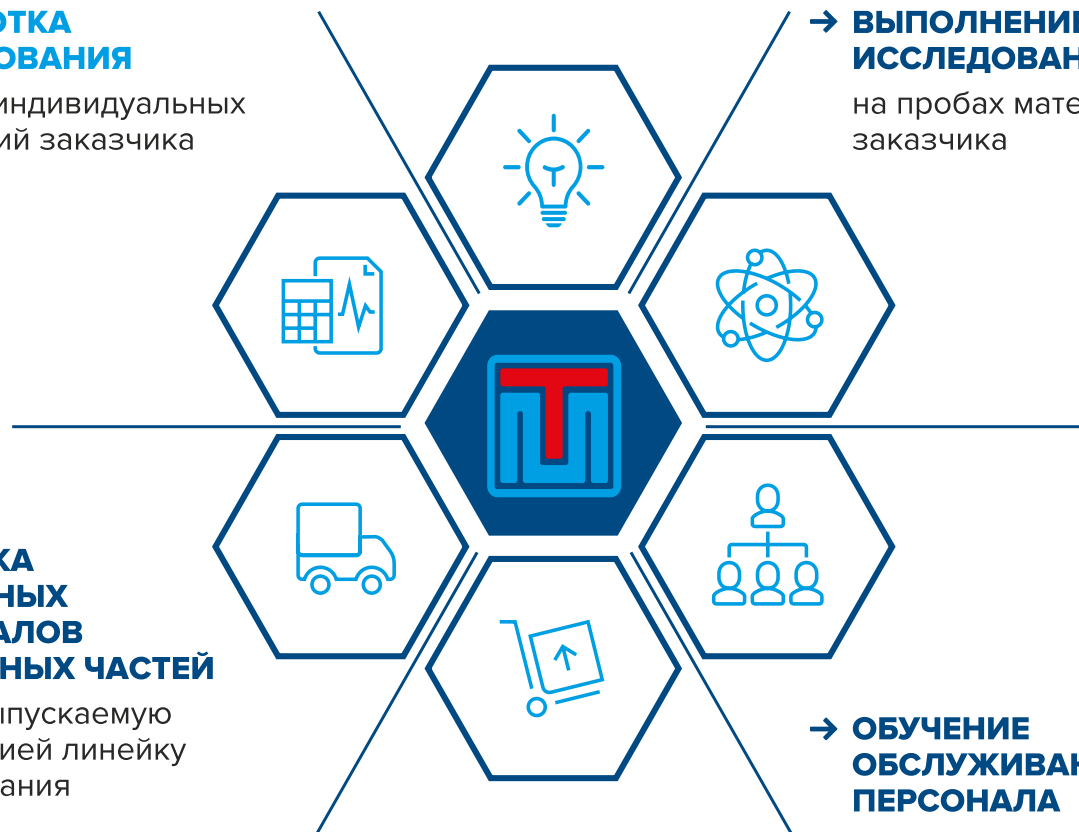 ОТКА
ОВАНИЯ
индивидуальных
ий заказчика
ВЫПОЛНЕНИ
ИССЛЕДОВАН
на пробах мате
заказчика
КА
НЫХ
АЛОВ
НЫХ ЧАСТЕЙ
ыпускаемую
ией линейку
ания
ОБУЧЕНИЕ
ОБСЛУЖИВАН
ПЕРСОНАЛА